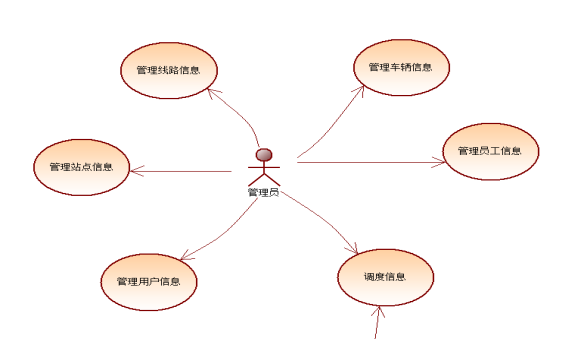 管理线路信息
管理车辆信息
管理站点信息
管理员工信息
管理员
管理用户信息
调度信息